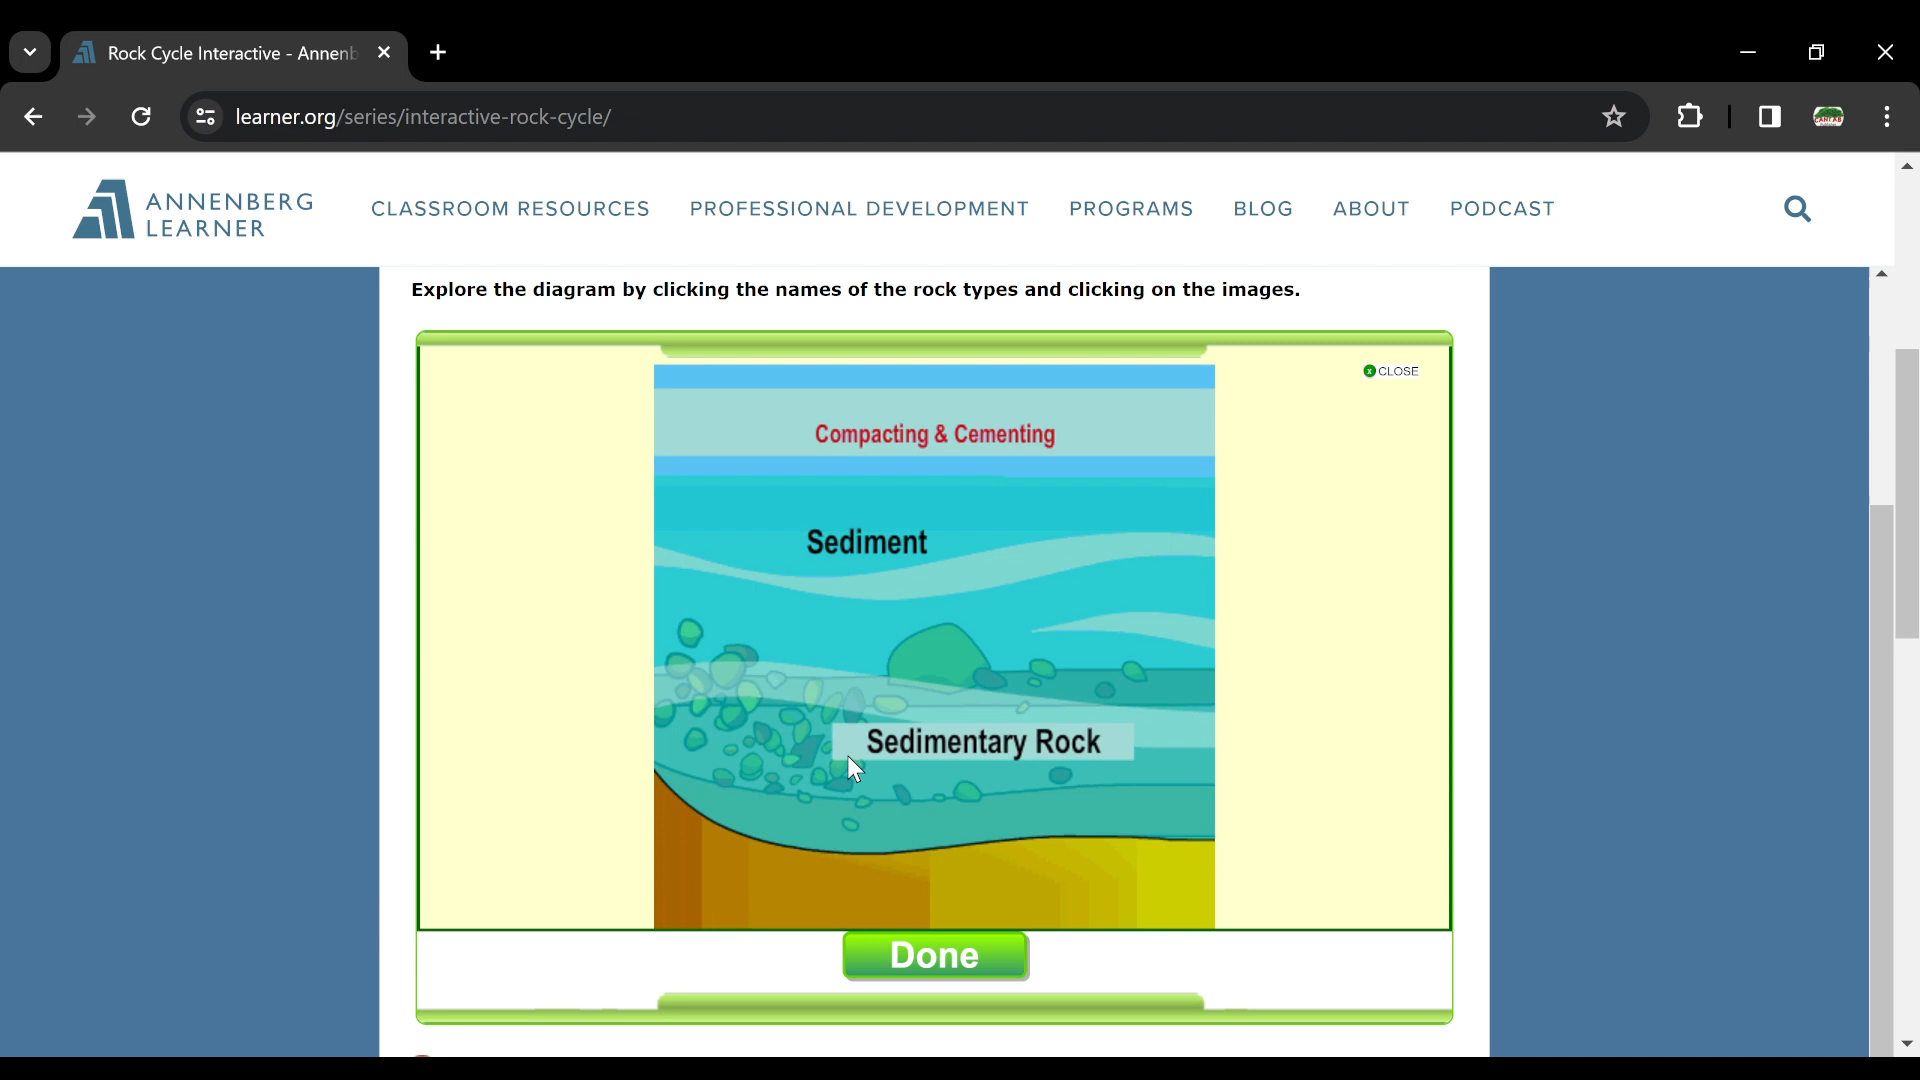 Rock Cycle Interactive - Annenb
learner.org/series/interactive-rock-cycle/
ANNENBERG
LEARNER
CLASSROOM RESOURCES
PROFESSIONAL DEVELOPMENT
PROGRAMS
BLOG
ABOUT
PODCAST
Explore the diagram by clicking the names of the rock types and clicking on the images.
x CLOSE
Compacting & Cementing
Sediment
Sedimentary Rock
Done